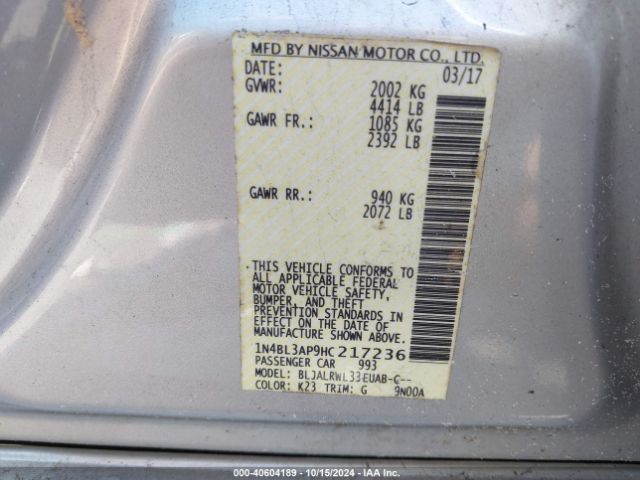 MFD BY NISSAN MOTOR CO., LTD.
DATE: 03/17
GVWR: 2002 KG
4414 LB
GAWR FR.: 1085 KG
2392 LB
GAWR RR.: 940 KG
2072 LB
THIS VEHICLE CONFORMS TO
ALL APPLICABLE FEDERAL
MOTOR VEHICLE SAFETY,
BUMPER, AND THEFT
PREVENTION STANDARDS IN
EFFECT ON THE DATE OF
MANUFACTURE SHOWN ABOVE.
1N4BL3AP9HC217236
PASSENGER CAR 993
MODEL: BLJALRWL33EUAB-C--
COLOR: K23 TRIM: G 9N00A
000-40604189 - 10/15/2024 - IAA Inc.